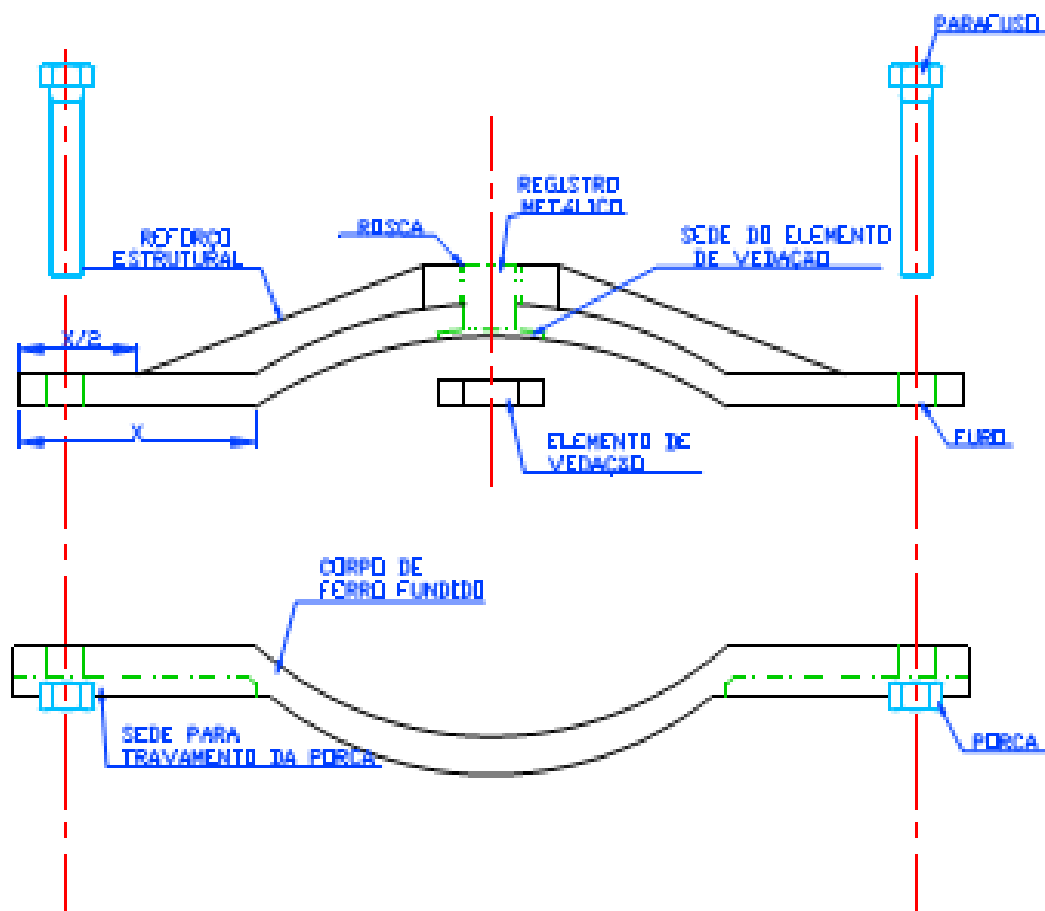 PARAFUSO
REGISTRO
METÁLICO
ROSCA
SEDE DO ELEMENTO
DE VEDAÇÃO
REFORÇO
ESTRUTURAL
X/2
X
ELEMENTO DE
VEDAÇÃO
FURO
CORPO DE
FERRO FUNDIDO
SEDE PARA
TRAVAMENTO DA PORCA
PORCA